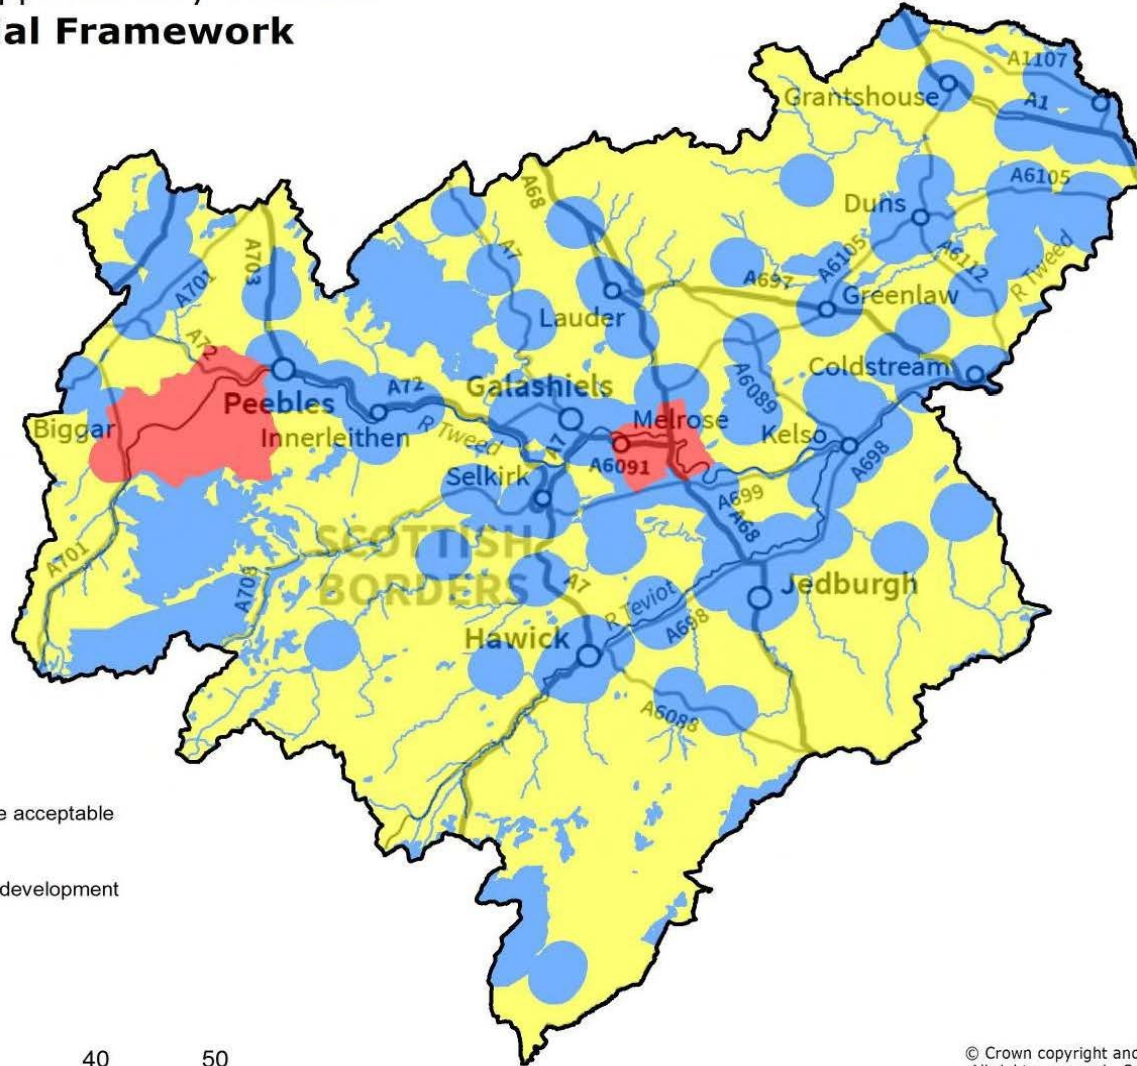 ial Framework
A1107
Grantshouse
A1
A68
A6105
Duns
A7
A703
A697
A6105
A6112
R Tweed
A701
Greenlaw
Lauder
A72
Coldstream
A72
Galashiels
A6089
Peebles
Melrose
Biggar
Innerleithen
R Tweed
A7
Kelso
A6091
A698
Selkirk
A699
A68
SCOTTISH
BORDERS
A701
A708
A7
Jedburgh
R Teviot
A698
Hawick
A6088
e acceptable
development
40 50
© Crown copyright and